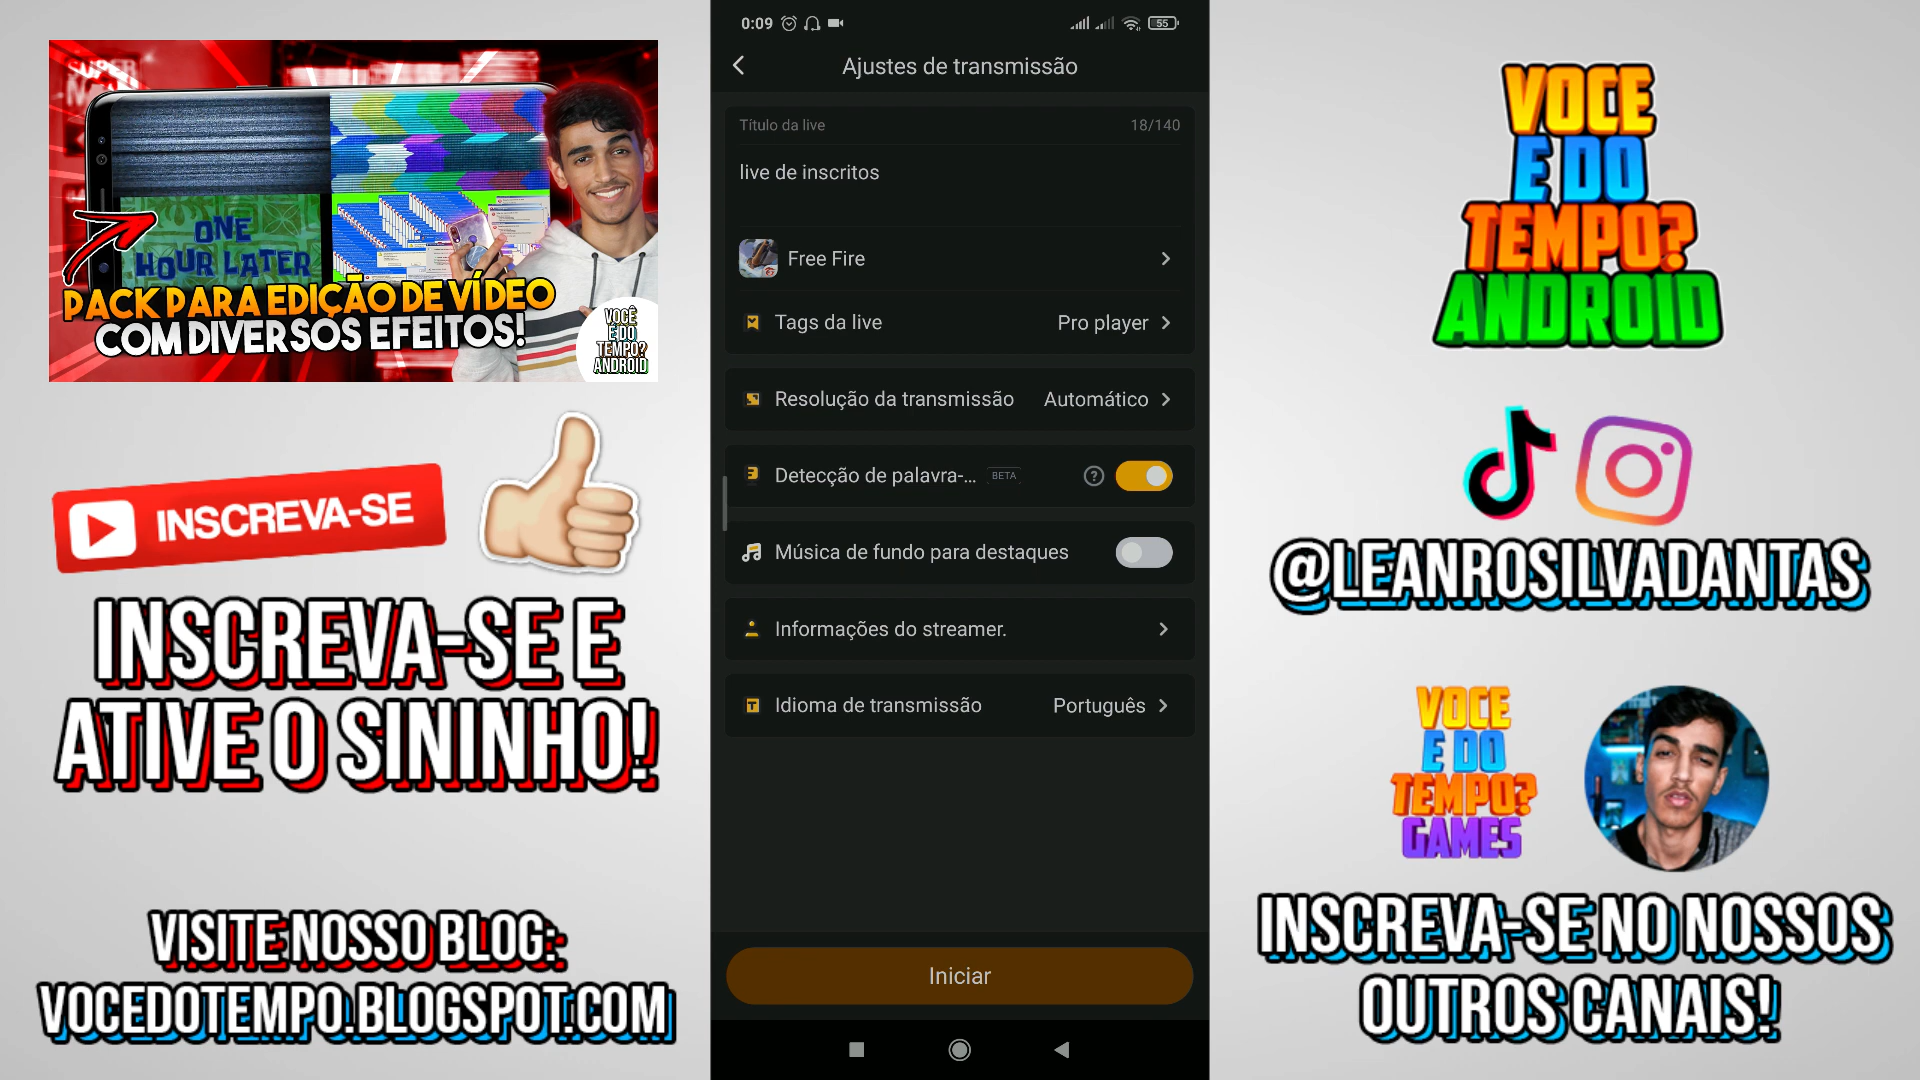 SUPER
ONE
HOUR LATER
PACK PARA EDIÇÃO DE VÍDEO
COM DIVERSOS EFEITOS!
VOCÊ
E DO
TEMPO?
ANDROID
INSCREVA-SE
INSCREVA-SE E
ATIVE O SININHO!
VISITE NOSSO BLOG:
VOCEDOTEMPO.BLOGSPOT.COM
0:09
55
Ajustes de transmissão
Título da live 18/140
live de inscritos
Free Fire
Tags da live Pro player
Resolução da transmissão Automático
Detecção de palavra-... BETA ?
Música de fundo para destaques
Informações do streamer.
Idioma de transmissão Português
Iniciar
VOCE
E DO
TEMPO?
ANDROID
@LEANROSILVADANTAS
VOCE
E DO
TEMPO?
GAMES
INSCREVA-SE NO NOSSOS
OUTROS CANAIS!